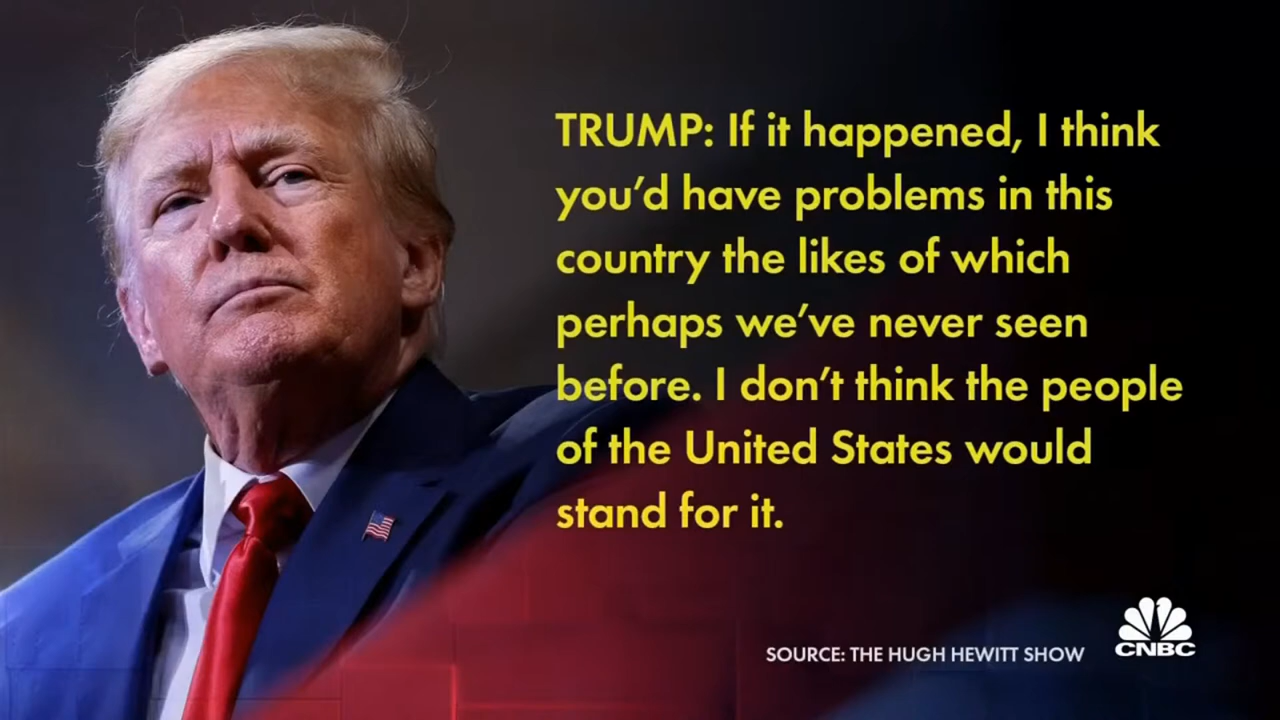 TRUMP: If it happened, I think
you’d have problems in this
country the likes of which
perhaps we’ve never seen
before. I don’t think the people
of the United States would
stand for it.
SOURCE: THE HUGH HEWITT SHOW
CNBC